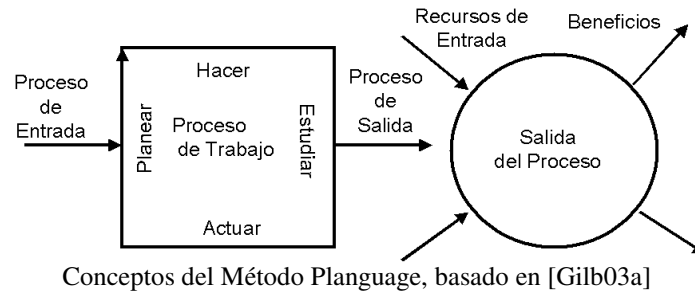 Proceso
de
Entrada
Hacer
Planear
Proceso
de Trabajo
Estudiar
Actuar
Proceso
de
Salida
Recursos de
Entrada
Beneficios
Salida
del Proceso
Conceptos del Método Planguage, basado en [Gilb03a]